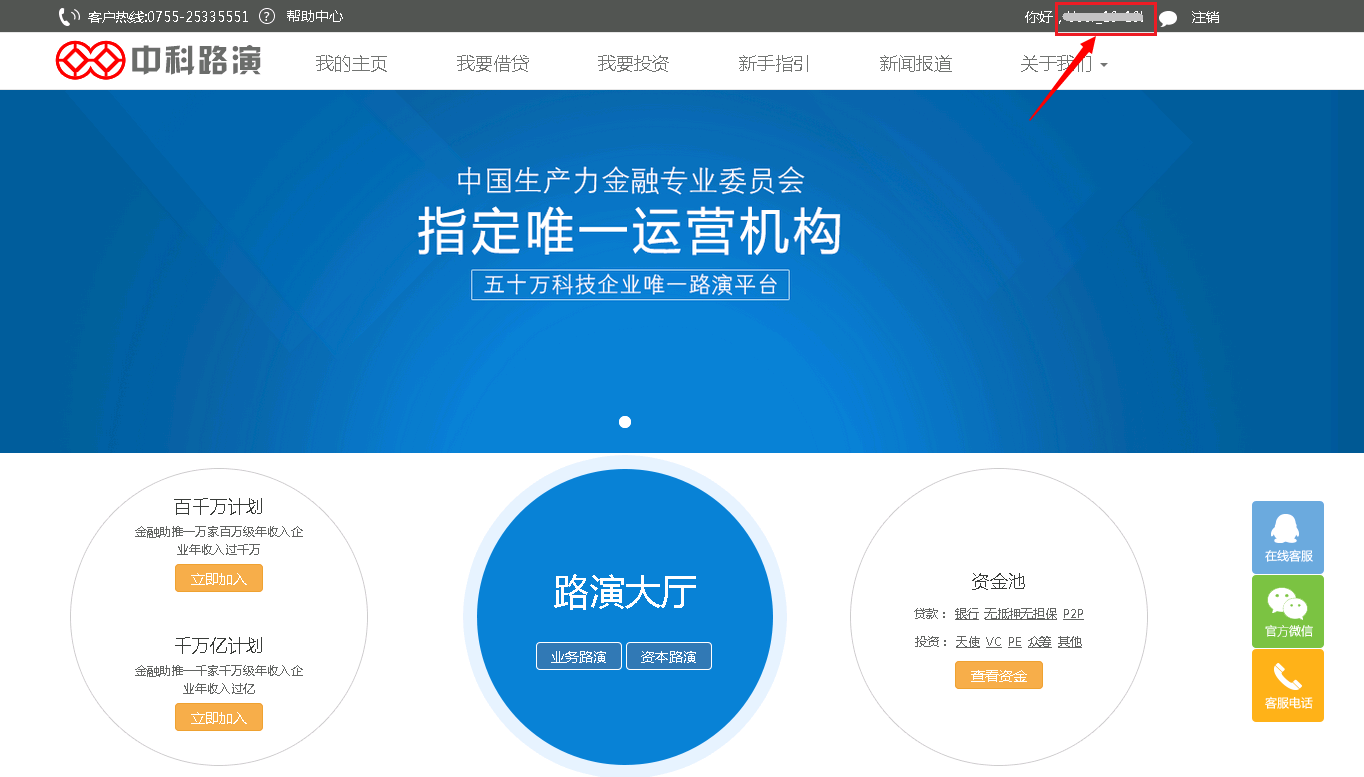 客户热线:0755-25335551 帮助中心 你好, 注销
中科路演 我的主页 我要借贷 我要投资 新手指引 新闻报道 关于我们
中国生产力金融专业委员会
指定唯一运营机构
五十万科技企业唯一路演平台
百千万计划
金融助推一万家百万级年收入企
业年收入过千万
立即加入
千万亿计划
金融助推一千家千万级年收入企
业年收入过亿
立即加入
路演大厅
业务路演 资本路演
资金池
贷款: 银行 无抵押无担保 P2P
投资: 天使 VC PE 众筹 其他
查看资金
在线客服
官方微信
客服电话